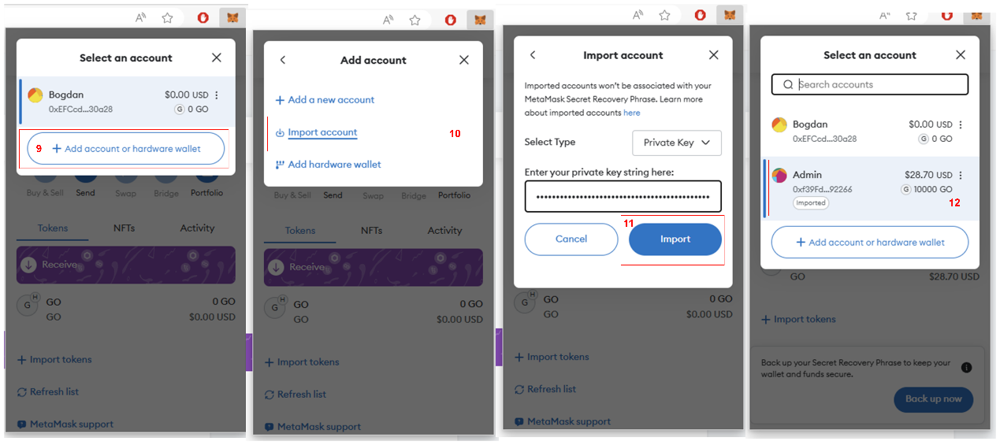 Select an account
Bogdan
$0.00 USD
0xEFCcd...30a28
G 0 GO
9
+ Add account or hardware wallet
Buy & Sell Send Swap Bridge Portfolio
Tokens NFTs Activity
Receive
G H GO 0 GO
GO $0.00 USD
+ Import tokens
Refresh list
MetaMask support
Add account
+ Add a new account
Import account
10
Add hardware wallet
Buy & Sell Send Swap Bridge Portfolio
Tokens NFTs Activity
Receive
G H GO 0 GO
GO $0.00 USD
+ Import tokens
Refresh list
MetaMask support
Import account
Imported accounts won't be associated with your
MetaMask Secret Recovery Phrase. Learn more
about imported accounts here
Select Type Private Key
Enter your private key string here:
11
Cancel Import
G H GO 0 GO
GO $0.00 USD
+ Import tokens
Refresh list
MetaMask support
Select an account
Search accounts
Bogdan $0.00 USD
0xEFCcd...30a28 G 0 GO
Admin $28.70 USD
0xf39Fd...92266 G 10000 GO
Imported
12
+ Add account or hardware wallet
GO $28.70 USD
+ Import tokens
Back up your Secret Recovery Phrase to keep your
wallet and funds secure.
Back up now